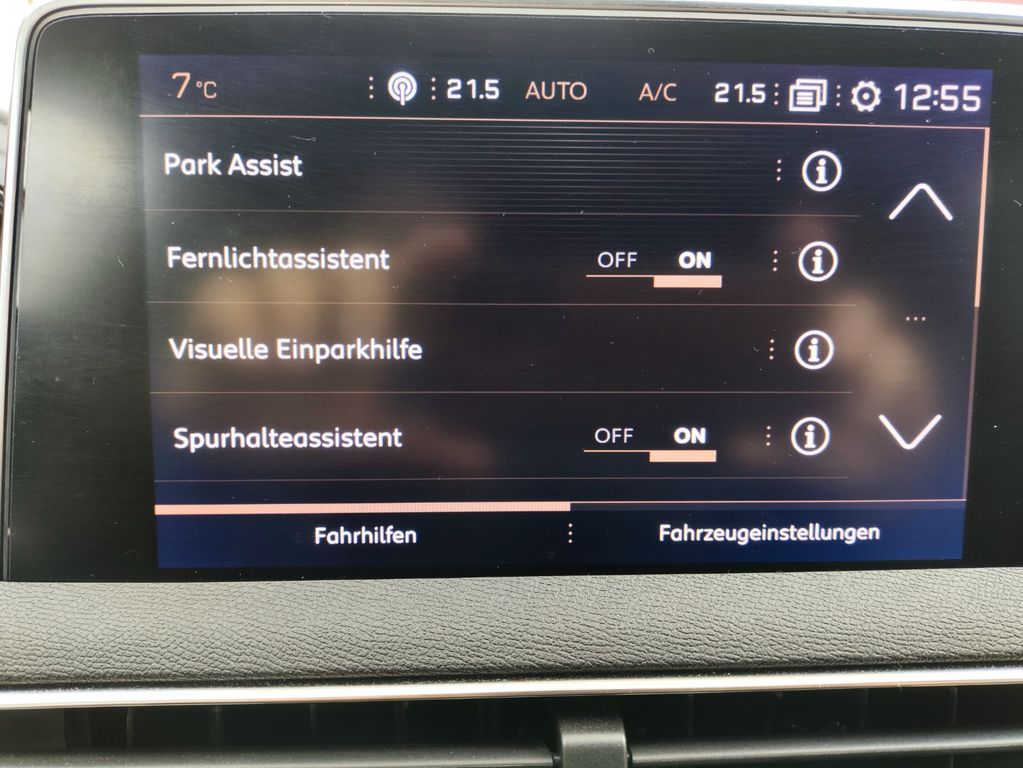 7 °C 21.5 AUTO A/C 21.5 12:55
Park Assist
Fernlichtassistent OFF ON
Visuelle Einparkhilfe
Spurhalteassistent OFF ON
Fahrhilfen Fahrzeugeinstellungen